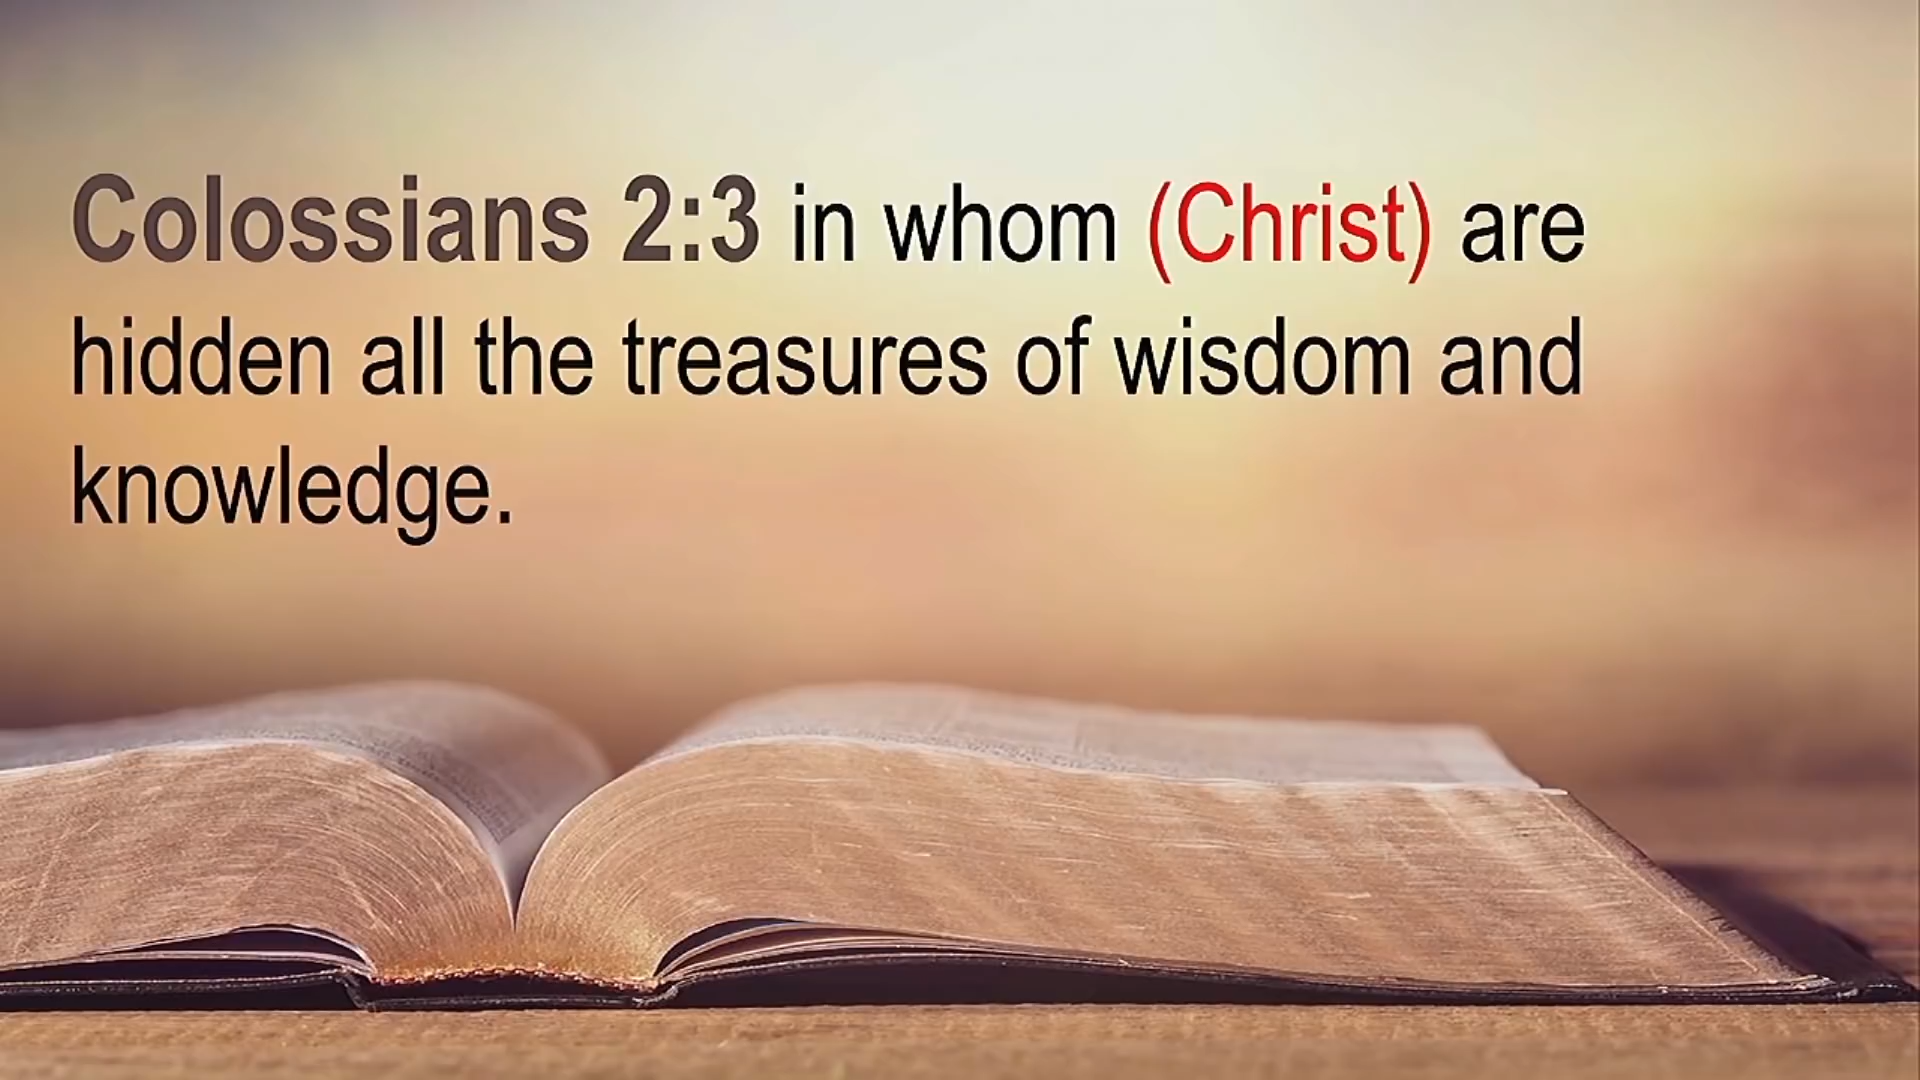 Colossians 2:3 in whom (Christ) are
hidden all the treasures of wisdom and
knowledge.